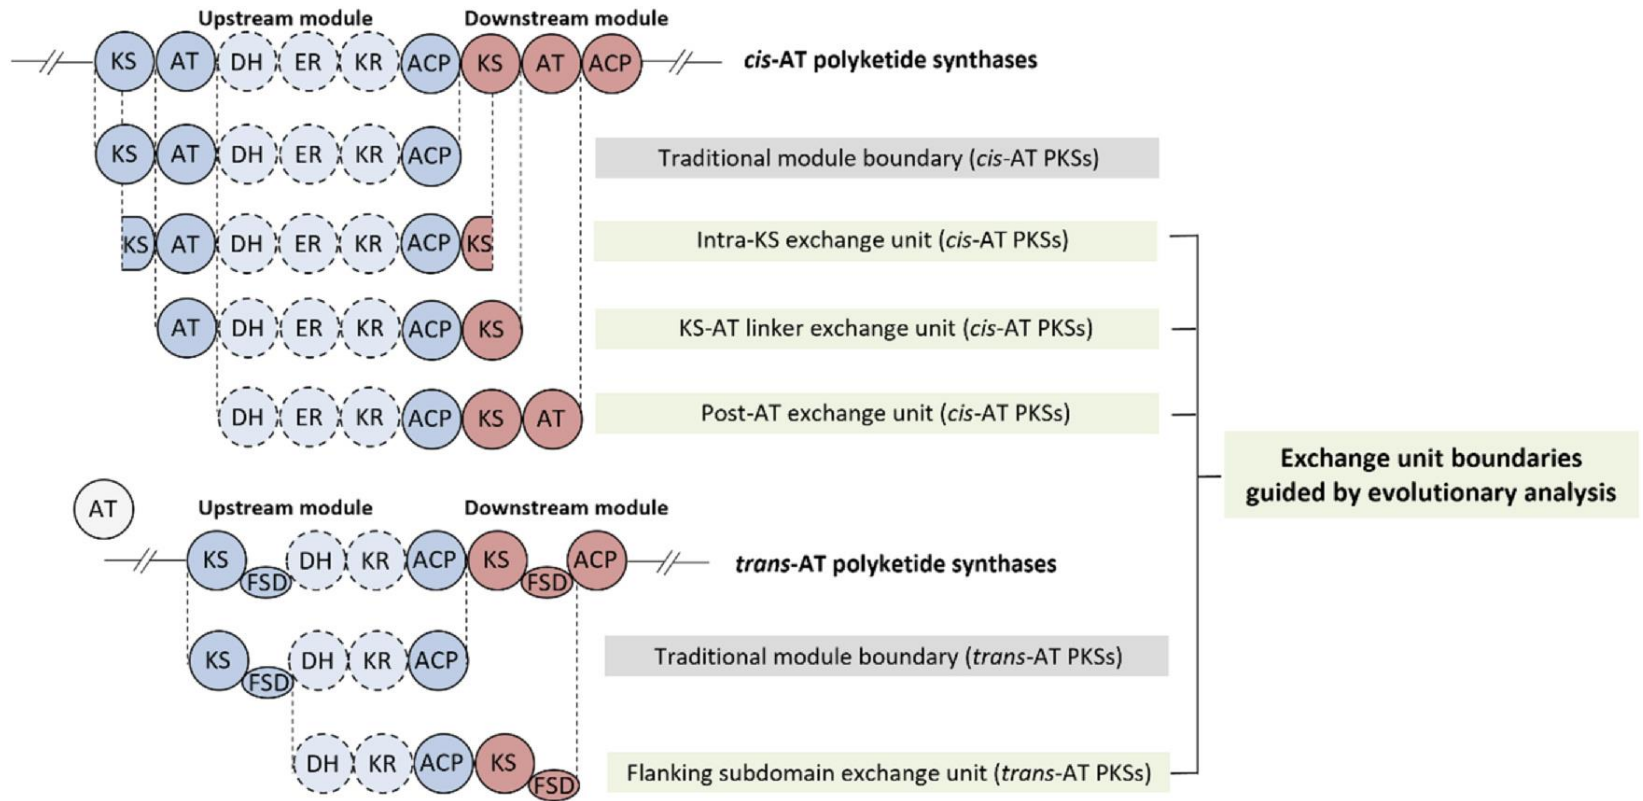 Upstream module Downstream module
KS AT DH ER KR ACP KS AT ACP cis-AT polyketide synthases
KS AT DH ER KR ACP Traditional module boundary (cis-AT PKSs)
KS AT DH ER KR ACP KS Intra-KS exchange unit (cis-AT PKSs)
AT DH ER KR ACP KS KS-AT linker exchange unit (cis-AT PKSs)
DH ER KR ACP KS AT Post-AT exchange unit (cis-AT PKSs)
Exchange unit boundaries
guided by evolutionary analysis
AT
Upstream module Downstream module
KS FSD DH KR ACP KS FSD ACP trans-AT polyketide synthases
KS FSD DH KR ACP Traditional module boundary (trans-AT PKSs)
DH KR ACP KS FSD Flanking subdomain exchange unit (trans-AT PKSs)